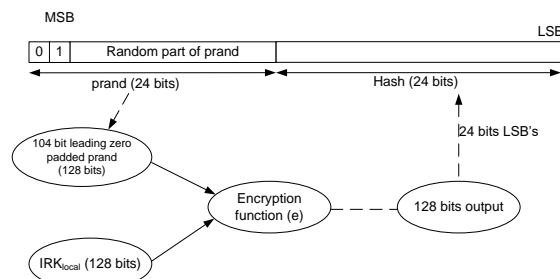 MSB
LSB
0 1 Random part of prand
prand (24 bits)
Hash (24 bits)
24 bits LSB's
104 bit leading zero
padded prand
(128 bits)
Encryption
function (e)
128 bits output
IRKlocal (128 bits)